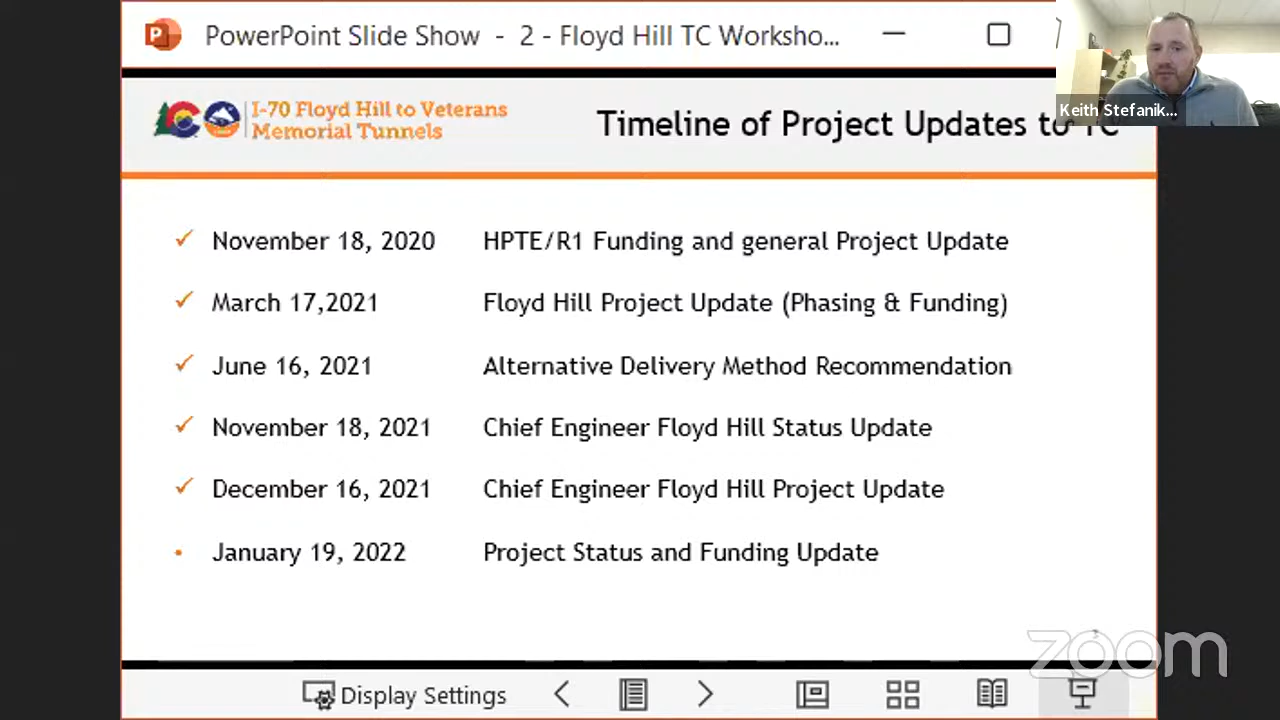 PowerPoint Slide Show - 2 - Floyd Hill TC Worksho...
Keith Stefanik...
I-70 Floyd Hill to Veterans
Memorial Tunnels
Timeline of Project Updates to TC
November 18, 2020 HPTE/R1 Funding and general Project Update
March 17,2021 Floyd Hill Project Update (Phasing & Funding)
June 16, 2021 Alternative Delivery Method Recommendation
November 18, 2021 Chief Engineer Floyd Hill Status Update
December 16, 2021 Chief Engineer Floyd Hill Project Update
January 19, 2022 Project Status and Funding Update
zoom
Display Settings